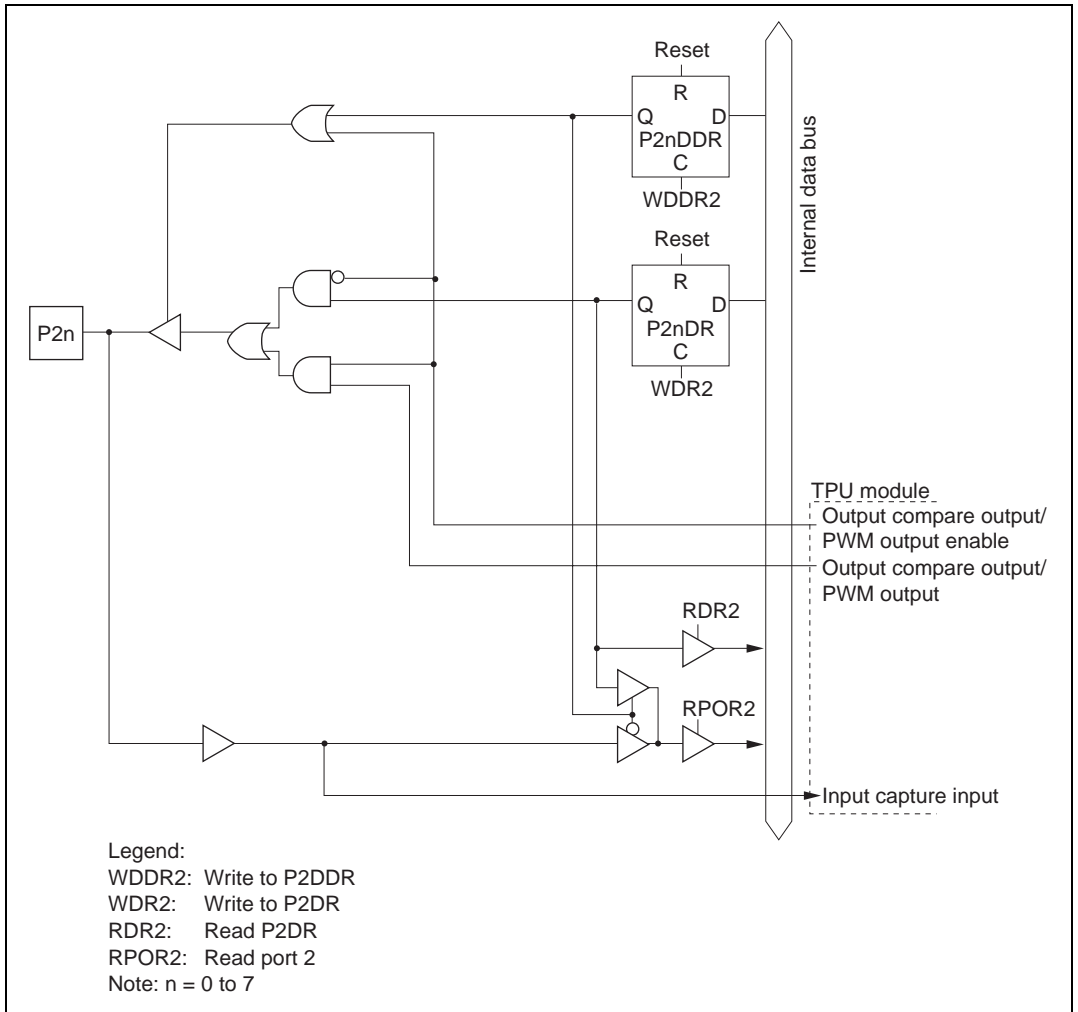 Reset
R
Q D
P2nDDR
C
WDDR2
Internal data bus
Reset
R
Q D
P2nDR
C
WDR2
P2n
TPU module
Output compare output/
PWM output enable
Output compare output/
PWM output
RDR2
RPOR2
Input capture input
Legend:
WDDR2: Write to P2DDR
WDR2: Write to P2DR
RDR2: Read P2DR
RPOR2: Read port 2
Note: n = 0 to 7